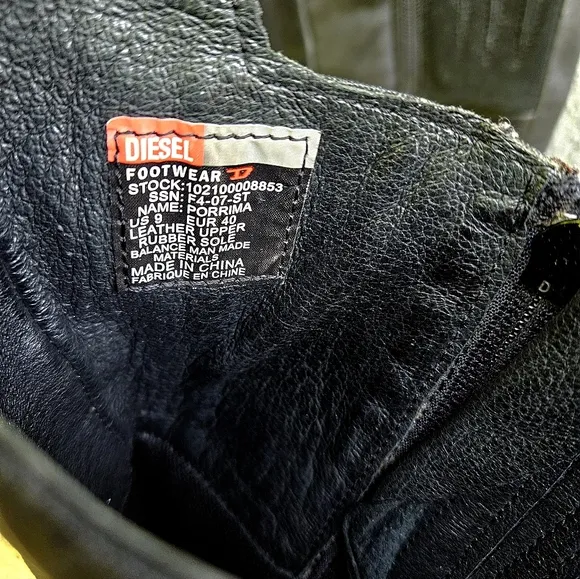 DIESEL
FOOTWEAR D
STOCK:102100008853
SSN: F4-07-ST
NAME: PORRIMA
US 9 EUR 40
LEATHER UPPER
RUBBER SOLE
BALANCE MAN MADE
MATERIALS
MADE IN CHINA
FABRIQUE EN CHINE
D